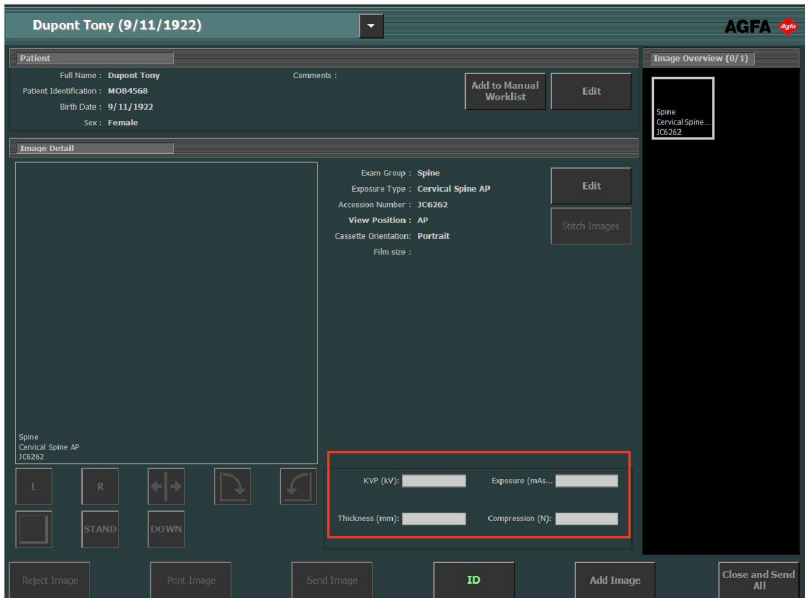 Dupont Tony (9/11/1922)
AGFA
Agfa
Patient
Full Name : Dupont Tony
Comments :
Patient Identification : MOB4568
Birth Date : 9/11/1922
Sex : Female
Add to Manual
Worklist
Edit
Image Overview (0/1)
Spine
Cervical Spine...
JC6262
Image Detail
Exam Group : Spine
Exposure Type : Cervical Spine AP
Accession Number : JC6262
View Position : AP
Cassette Orientation: Portrait
Film size :
Edit
Stitch Images
Spine
Cervical Spine AP
JC6262
L
R
STAND
DOWN
KVP (kV):
Exposure (mAs...
Thickness (mm):
Compression (N):
Reject Image
Print Image
Send Image
ID
Add Image
Close and Send
All